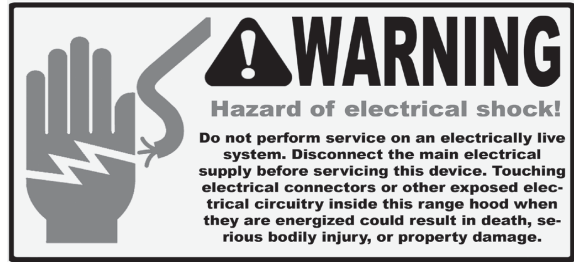 WARNING
Hazard of electrical shock!
Do not perform service on an electrically live
system. Disconnect the main electrical
supply before servicing this device. Touching
electrical connectors or other exposed elec-
trical circuitry inside this range hood when
they are energized could result in death, se-
rious bodily injury, or property damage.